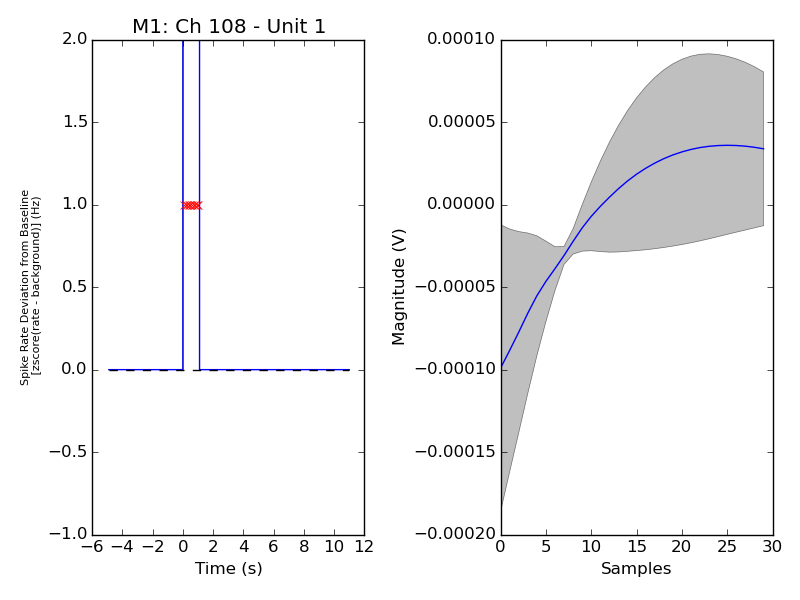 M1: Ch 108 - Unit 1
2.0
1.5
1.0
0.5
0.0
−0.5
−1.0
−6 −4 −2 0 2 4 6 8 10 12
Time (s)
Spike Rate Deviation from Baseline
[zscore(rate - background)] (Hz)
0.00010
0.00005
0.00000
−0.00005
−0.00010
−0.00015
−0.00020
0 5 10 15 20 25 30
Samples
Magnitude (V)